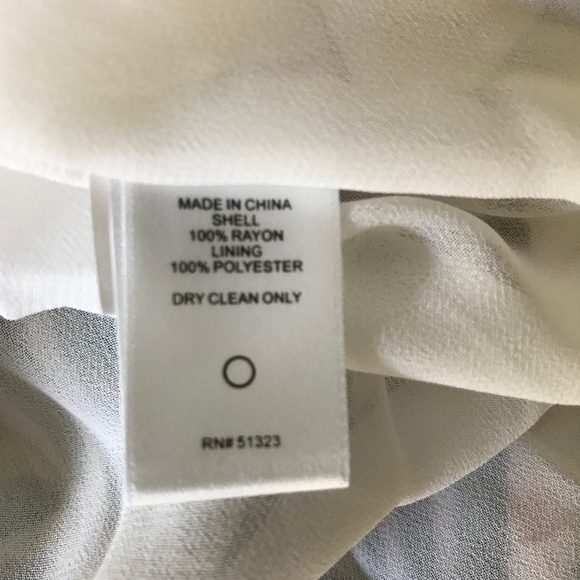 MADE IN CHINA
SHELL
100% RAYON
LINING
100% POLYESTER
DRY CLEAN ONLY
RN# 51323